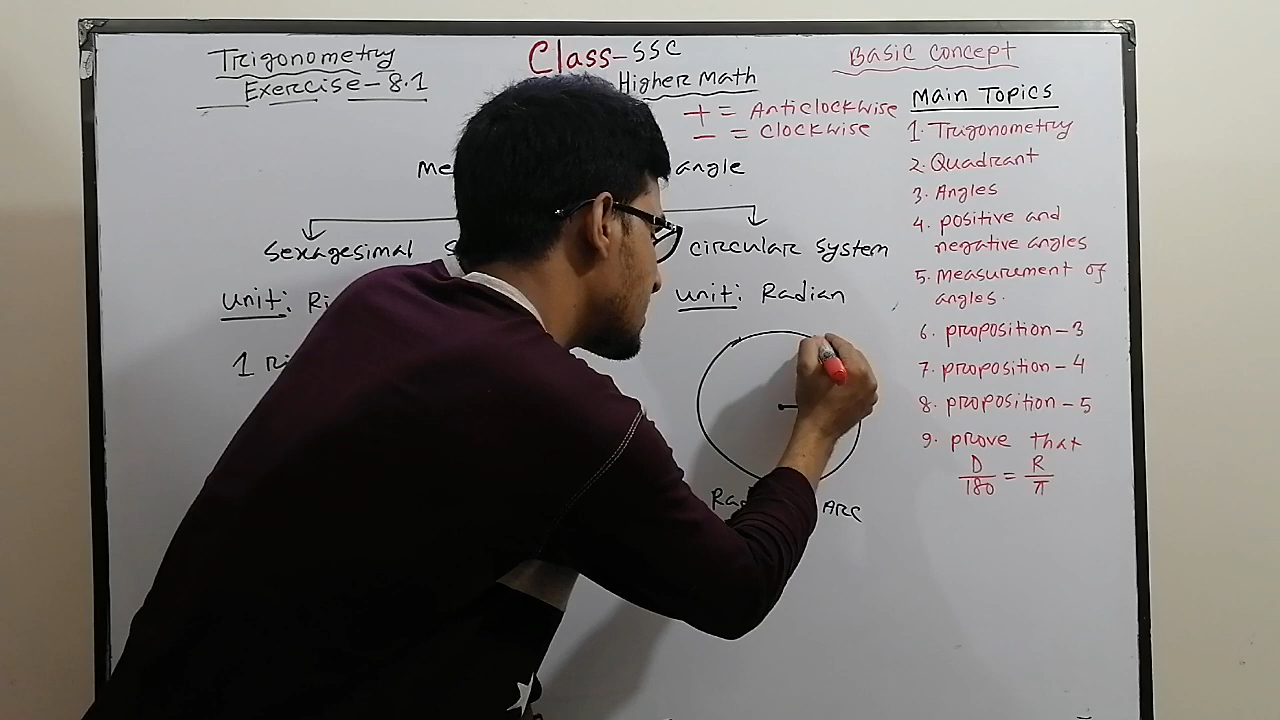 Trigonometry
Exercise-8.1
Class-SSC
Higher Math
Basic Concept
+ = Anticlockwise
- = Clockwise
angle
Sexagesimal
circular system
unit:
unit: Radian
1
ARC
Main Topics
1. Trigonometry
2. Quadrant
3. Angles
4. positive and
negative angles
5. Measurement of
angles.
6. proposition-3
7. proposition-4
8. proposition-5
9. prove that
D/180 = R/π